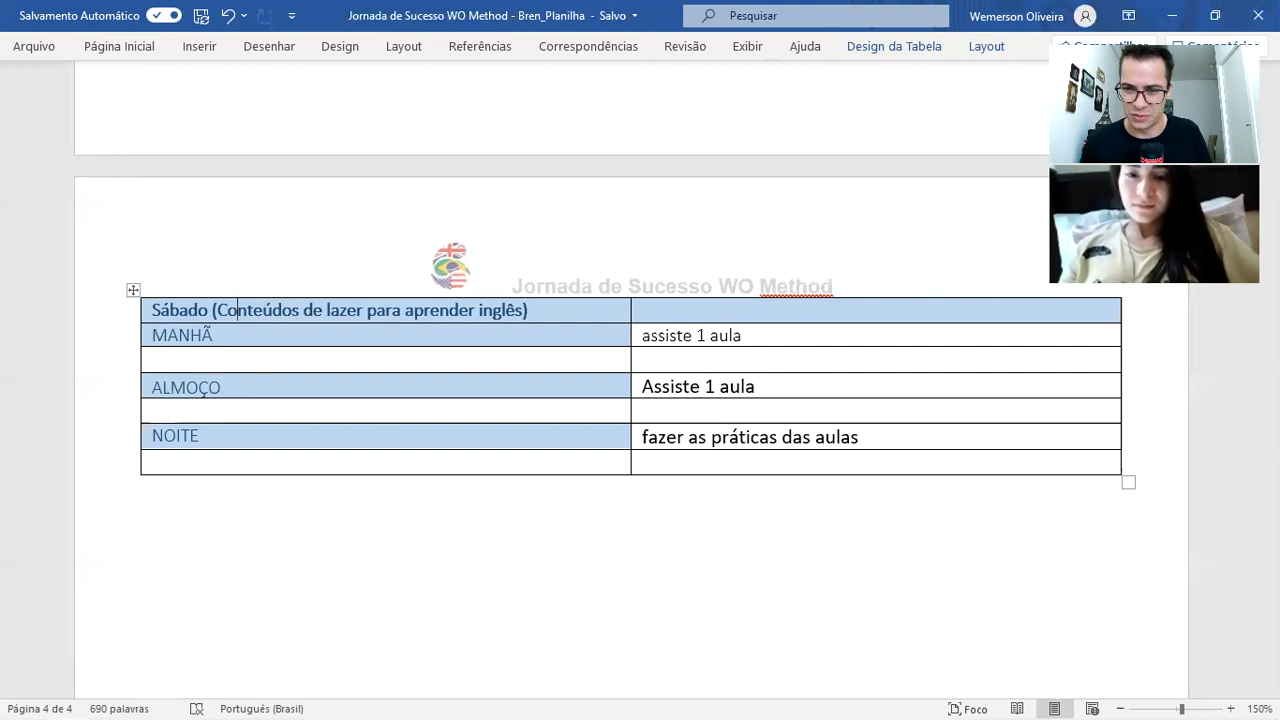 Salvamento Automático
Jornada de Sucesso WO Method - Bren_Planilha - Salvo
Pesquisar
Wemerson Oliveira
Arquivo Página Inicial Inserir Desenhar Design Layout Referências Correspondências Revisão Exibir Ajuda Design da Tabela Layout
Jornada de Sucesso WO Method
Sábado (Conteúdos de lazer para aprender inglês)
MANHÃ assiste 1 aula
ALMOÇO Assiste 1 aula
NOITE fazer as práticas das aulas
Página 4 de 4 690 palavras Português (Brasil) Foco 150%